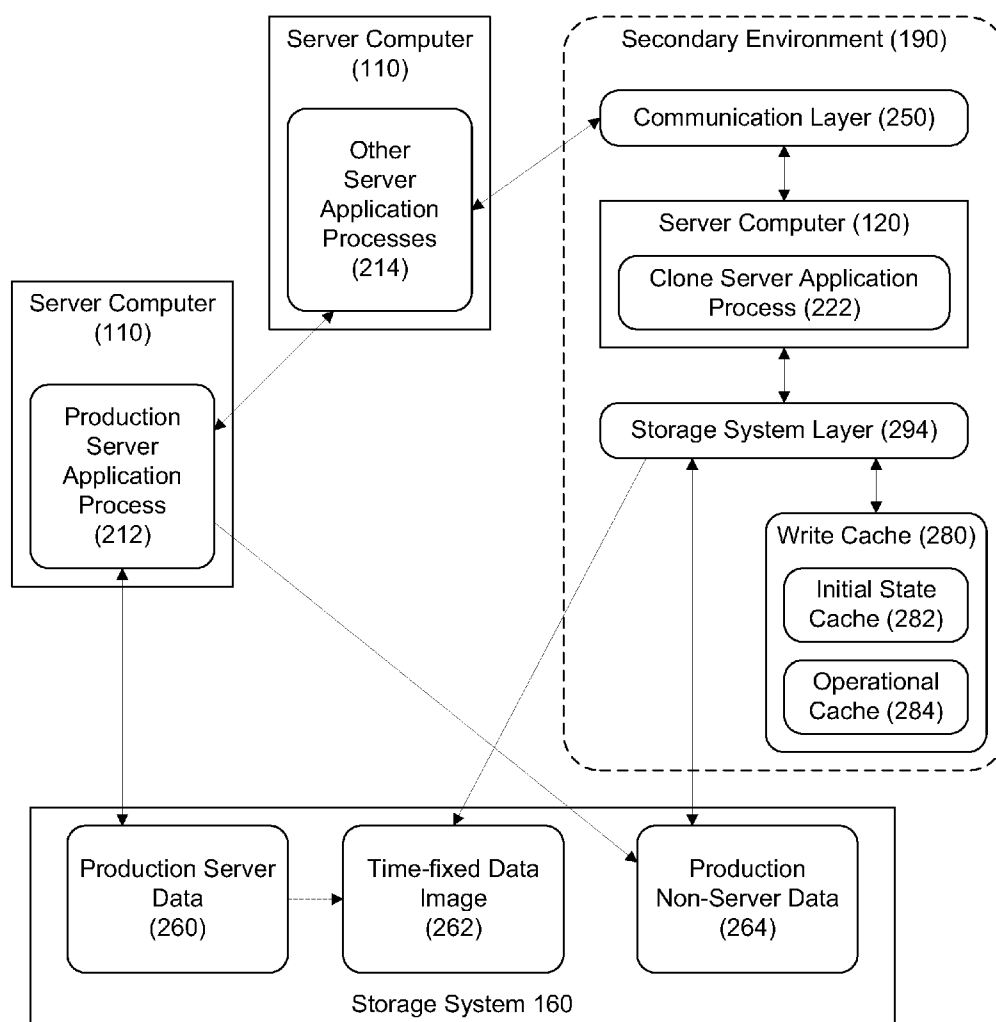 Server Computer
(110)
Other
Server
Application
Processes
(214)
Secondary Environment (190)
Communication Layer (250)
Server Computer (120)
Clone Server Application
Process (222)
Storage System Layer (294)
Write Cache (280)
Initial State
Cache (282)
Operational
Cache (284)
Server Computer
(110)
Production
Server
Application
Process
(212)
Production Server
Data
(260)
Time-fixed Data
Image
(262)
Production
Non-Server Data
(264)
Storage System 160